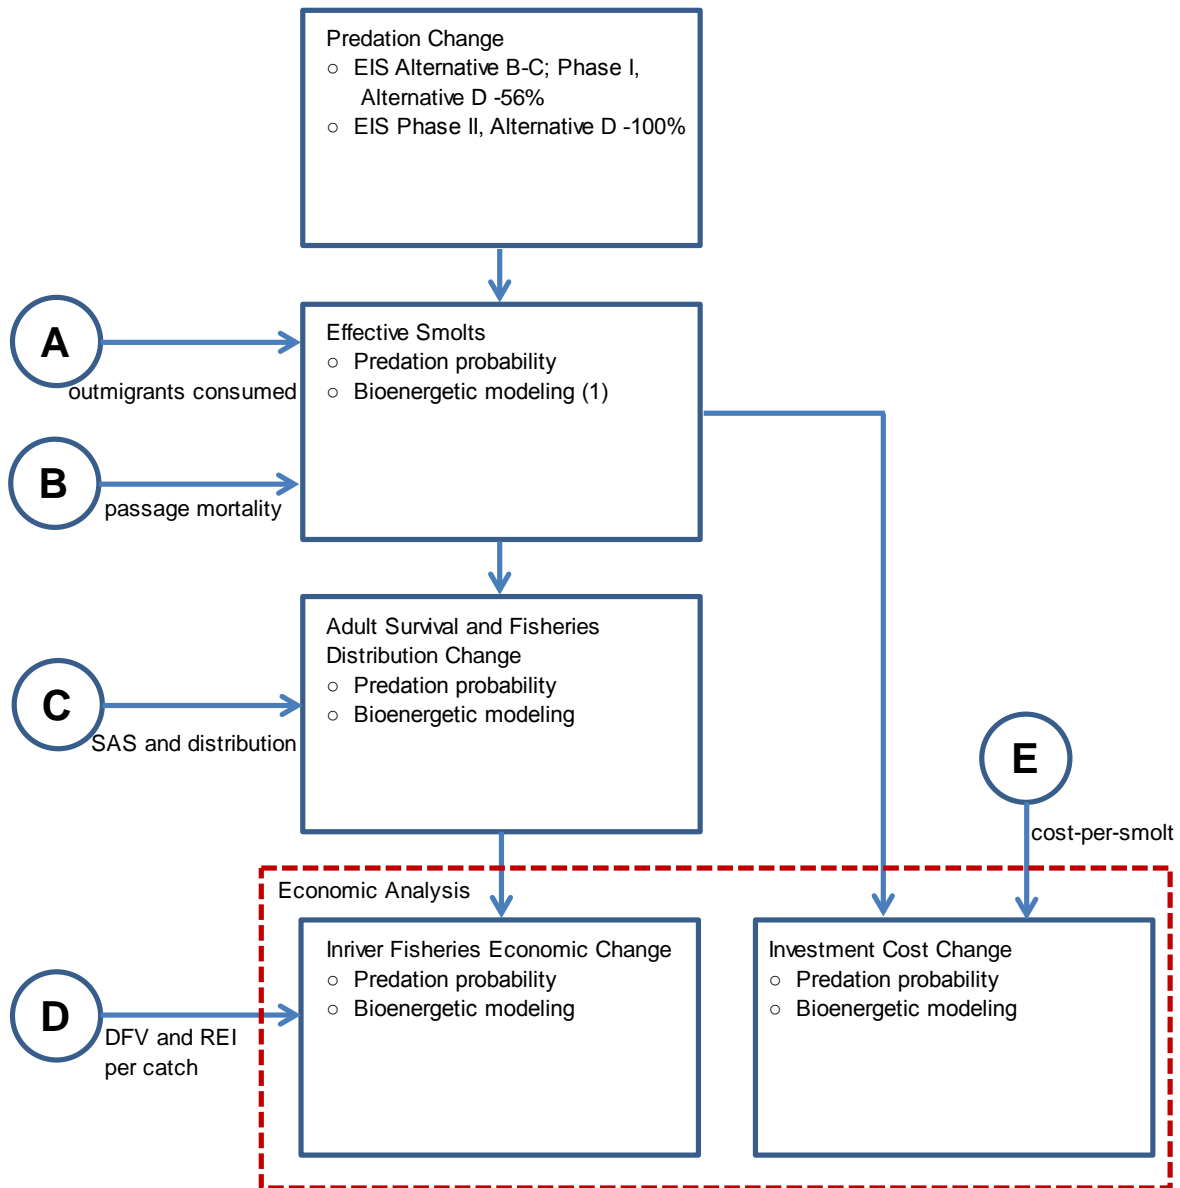 Predation Change
○ EIS Alternative B-C; Phase I,
Alternative D -56%
○ EIS Phase II, Alternative D -100%
A
outmigrants consumed
Effective Smolts
○ Predation probability
○ Bioenergetic modeling (1)
B
passage mortality
Adult Survival and Fisheries
Distribution Change
○ Predation probability
○ Bioenergetic modeling
C
SAS and distribution
E
cost-per-smolt
Economic Analysis
Inriver Fisheries Economic Change
○ Predation probability
○ Bioenergetic modeling
Investment Cost Change
○ Predation probability
○ Bioenergetic modeling
D
DFV and REI
per catch